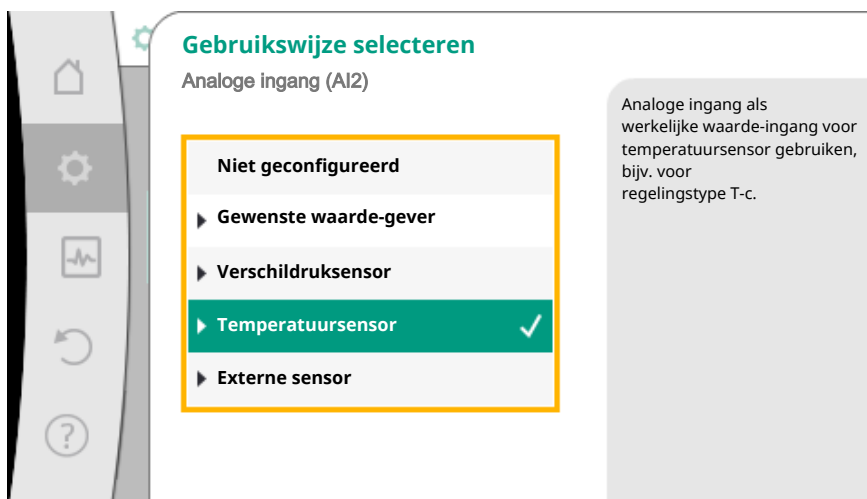 Gebruikswijze selecteren
Analoge ingang (AI2)
Niet geconfigureerd
Gewenste waarde-gever
Verschildruksensor
Temperatuursensor
Externe sensor
Analoge ingang als
werkelijke waarde-ingang voor
temperatuursensor gebruiken,
bijv. voor
regelingstype T-c.
?